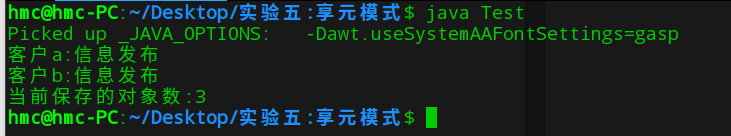 hmc@hmc-PC:~/Desktop/实验五:享元模式$ java Test
Picked up _JAVA_OPTIONS:   -Dawt.useSystemAAFontSettings=gasp
客户a:信息发布
客户b:信息发布
当前保存的对象数:3
hmc@hmc-PC:~/Desktop/实验五:享元模式$